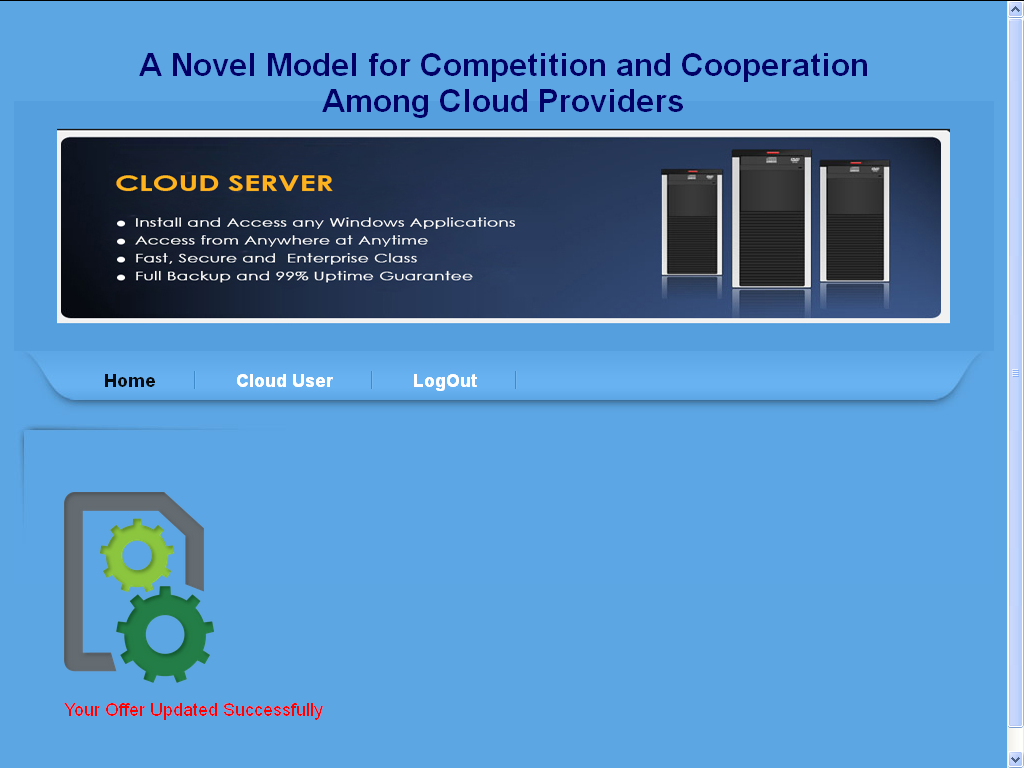 A Novel Model for Competition and Cooperation
Among Cloud Providers
CLOUD SERVER
● Install and Access any Windows Applications
● Access from Anywhere at Anytime
● Fast, Secure and Enterprise Class
● Full Backup and 99% Uptime Guarantee
Home Cloud User LogOut
Your Offer Updated Successfully